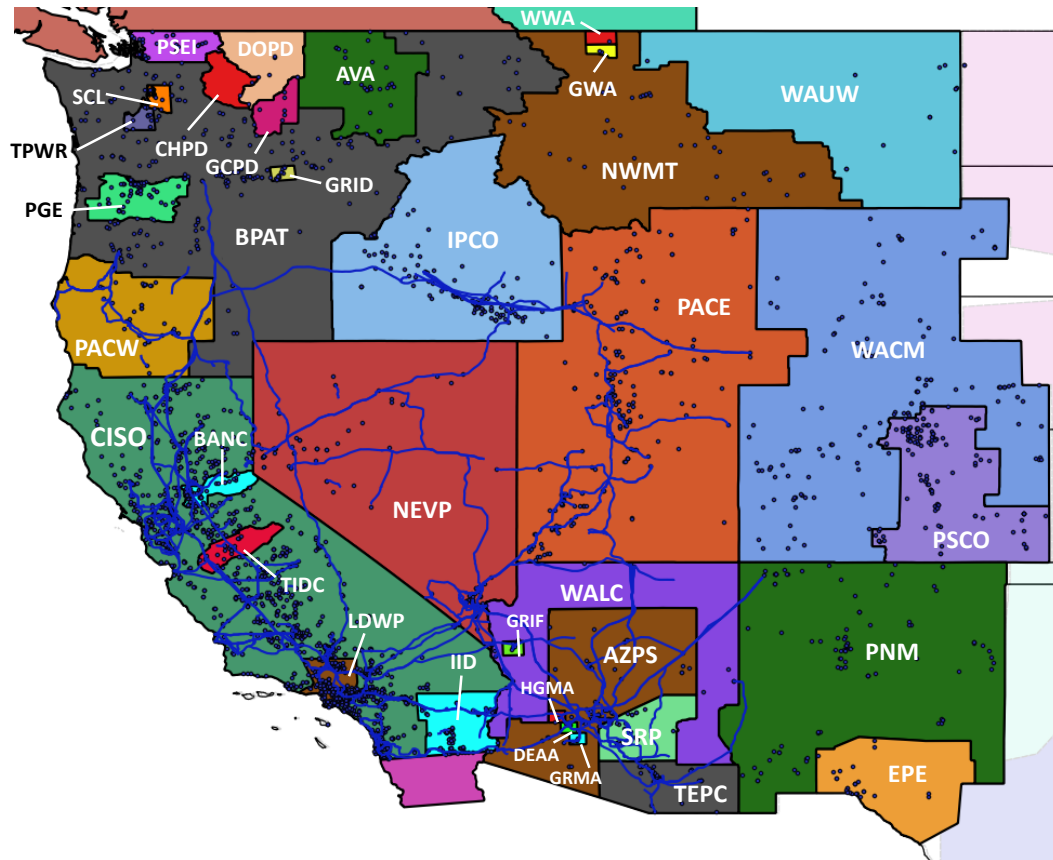 WWA
PSEI
DOPD
AVA
GWA
WAUW
SCL
TPWR
CHPD
GCPD
GRID
NWMT
PGE
BPAT
IPCO
PACE
PACW
WACM
CISO
BANC
NEVP
PSCO
TIDC
WALC
LDWP
GRIF
AZPS
PNM
IID
HGMA
SRP
DEAA
GRMA
TEPC
EPE